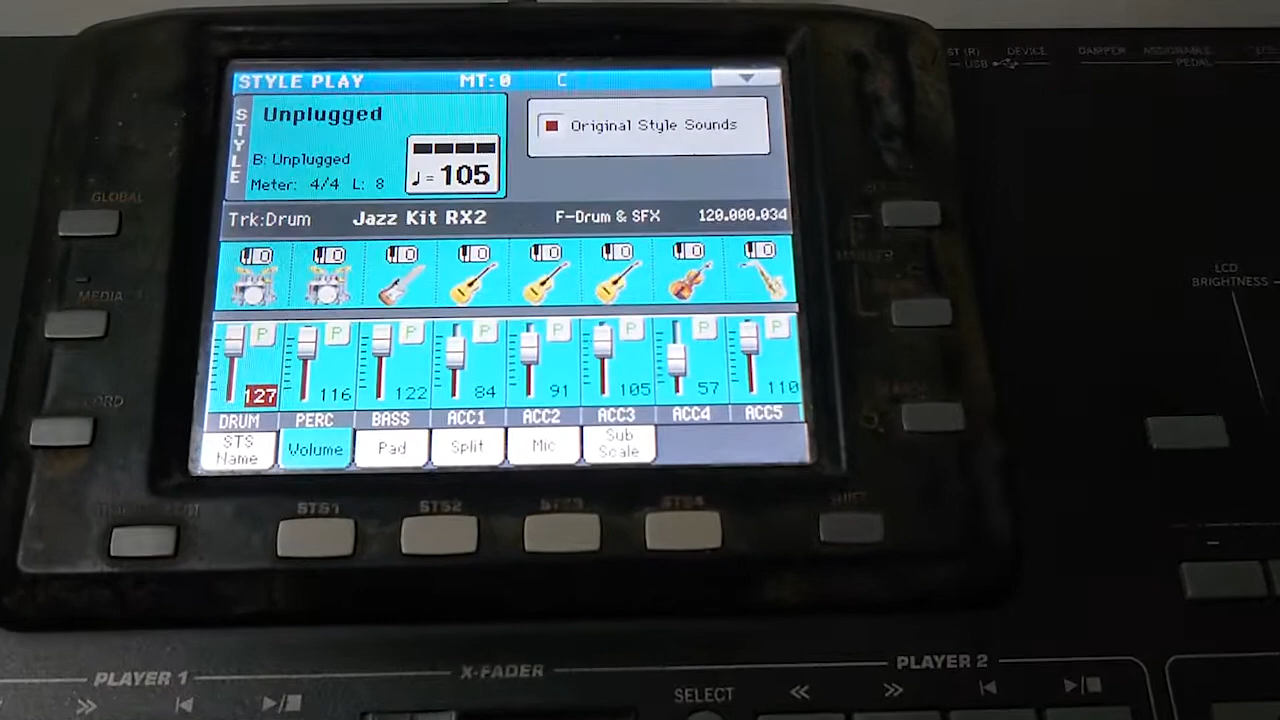 STYLE PLAY MT:0 C
STYLE
Unplugged
Original Style Sounds
B: Unplugged
Meter: 4/4 L: 8
♩= 105
Trk:Drum Jazz Kit RX2 F-Drum & SFX 120.000.034
P P P P P P P P
127 116 122 84 91 105 57 110
DRUM PERC BASS ACC1 ACC2 ACC3 ACC4 ACC5
STS Name
Volume
Pad
Split
Mic
Sub Scale
GLOBAL
MEDIA
STS1 STS2 STS3 STS4 SHIFT
ST (R) DEVICE DAMPER ASSIGNABLE
USB PEDAL
LCD
BRIGHTNESS
PLAYER 1 X-FADER PLAYER 2
SELECT